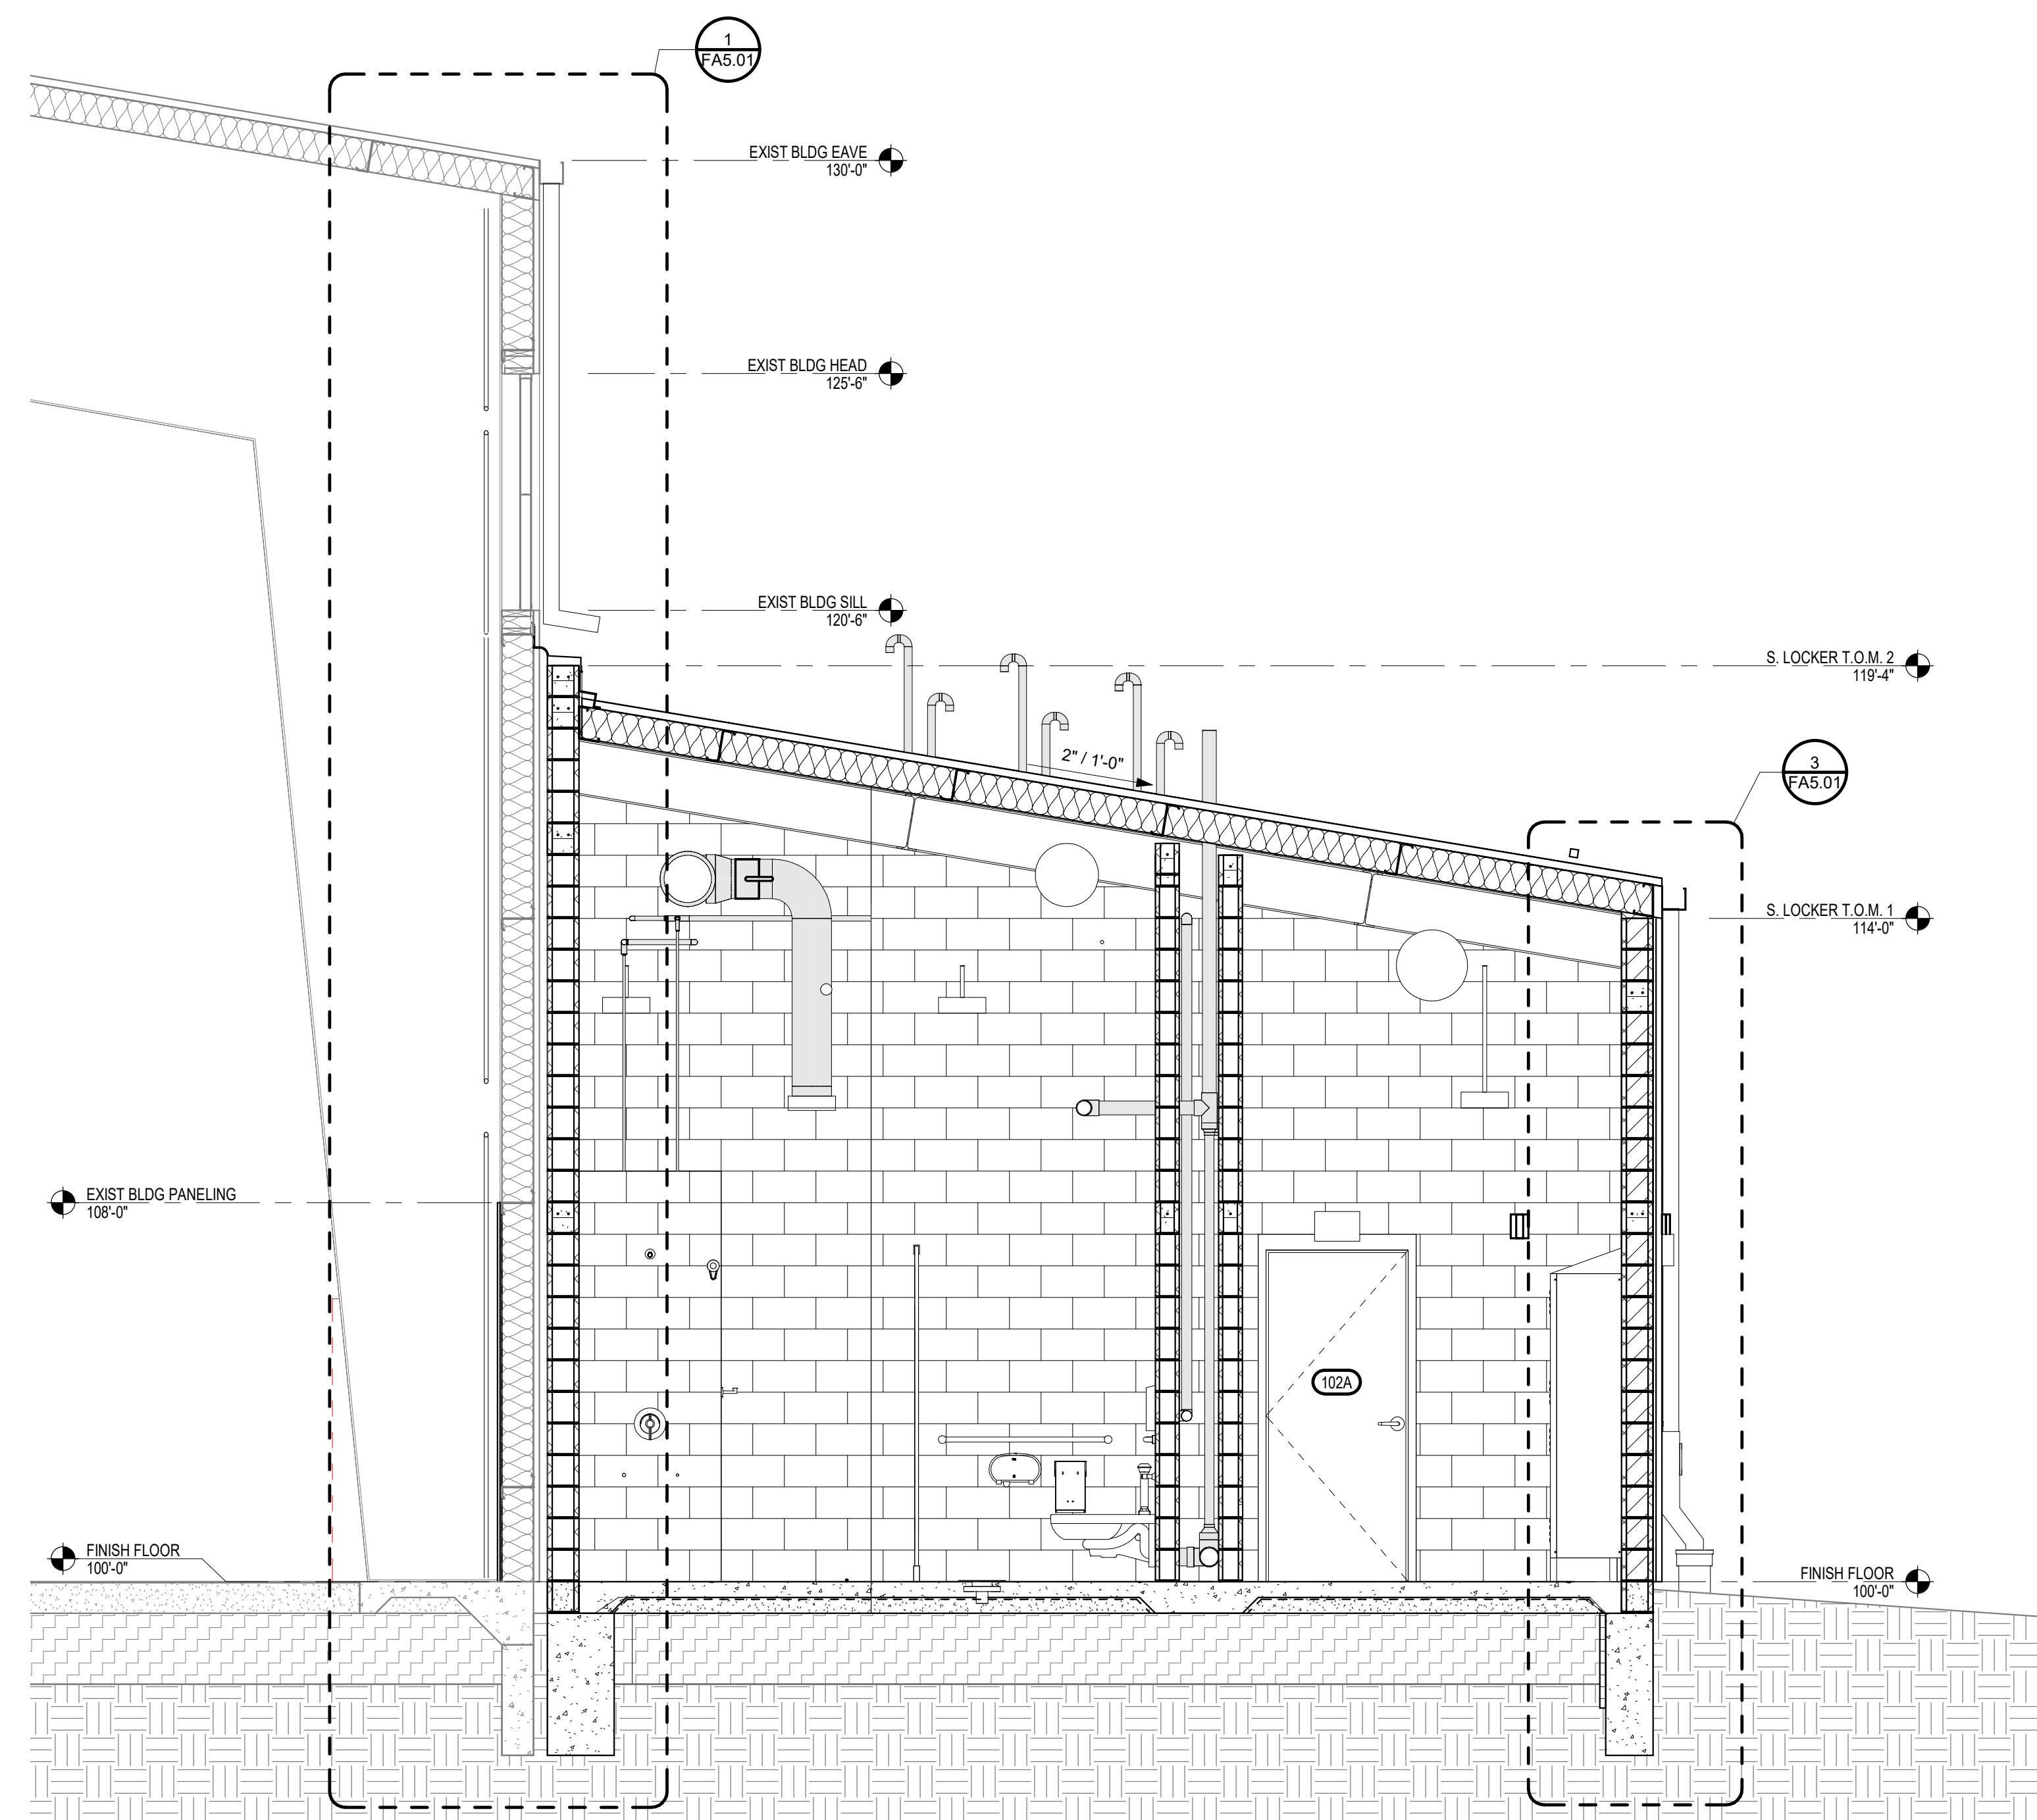 1
FA5.01
EXIST BLDG EAVE
130'-0"
EXIST BLDG HEAD
125'-6"
EXIST BLDG SILL
120'-6"
S. LOCKER T.O.M. 2
119'-4"
2" / 1'-0"
3
FA5.01
S. LOCKER T.O.M. 1
114'-0"
EXIST BLDG PANELING
108'-0"
102A
FINISH FLOOR
100'-0"
FINISH FLOOR
100'-0"